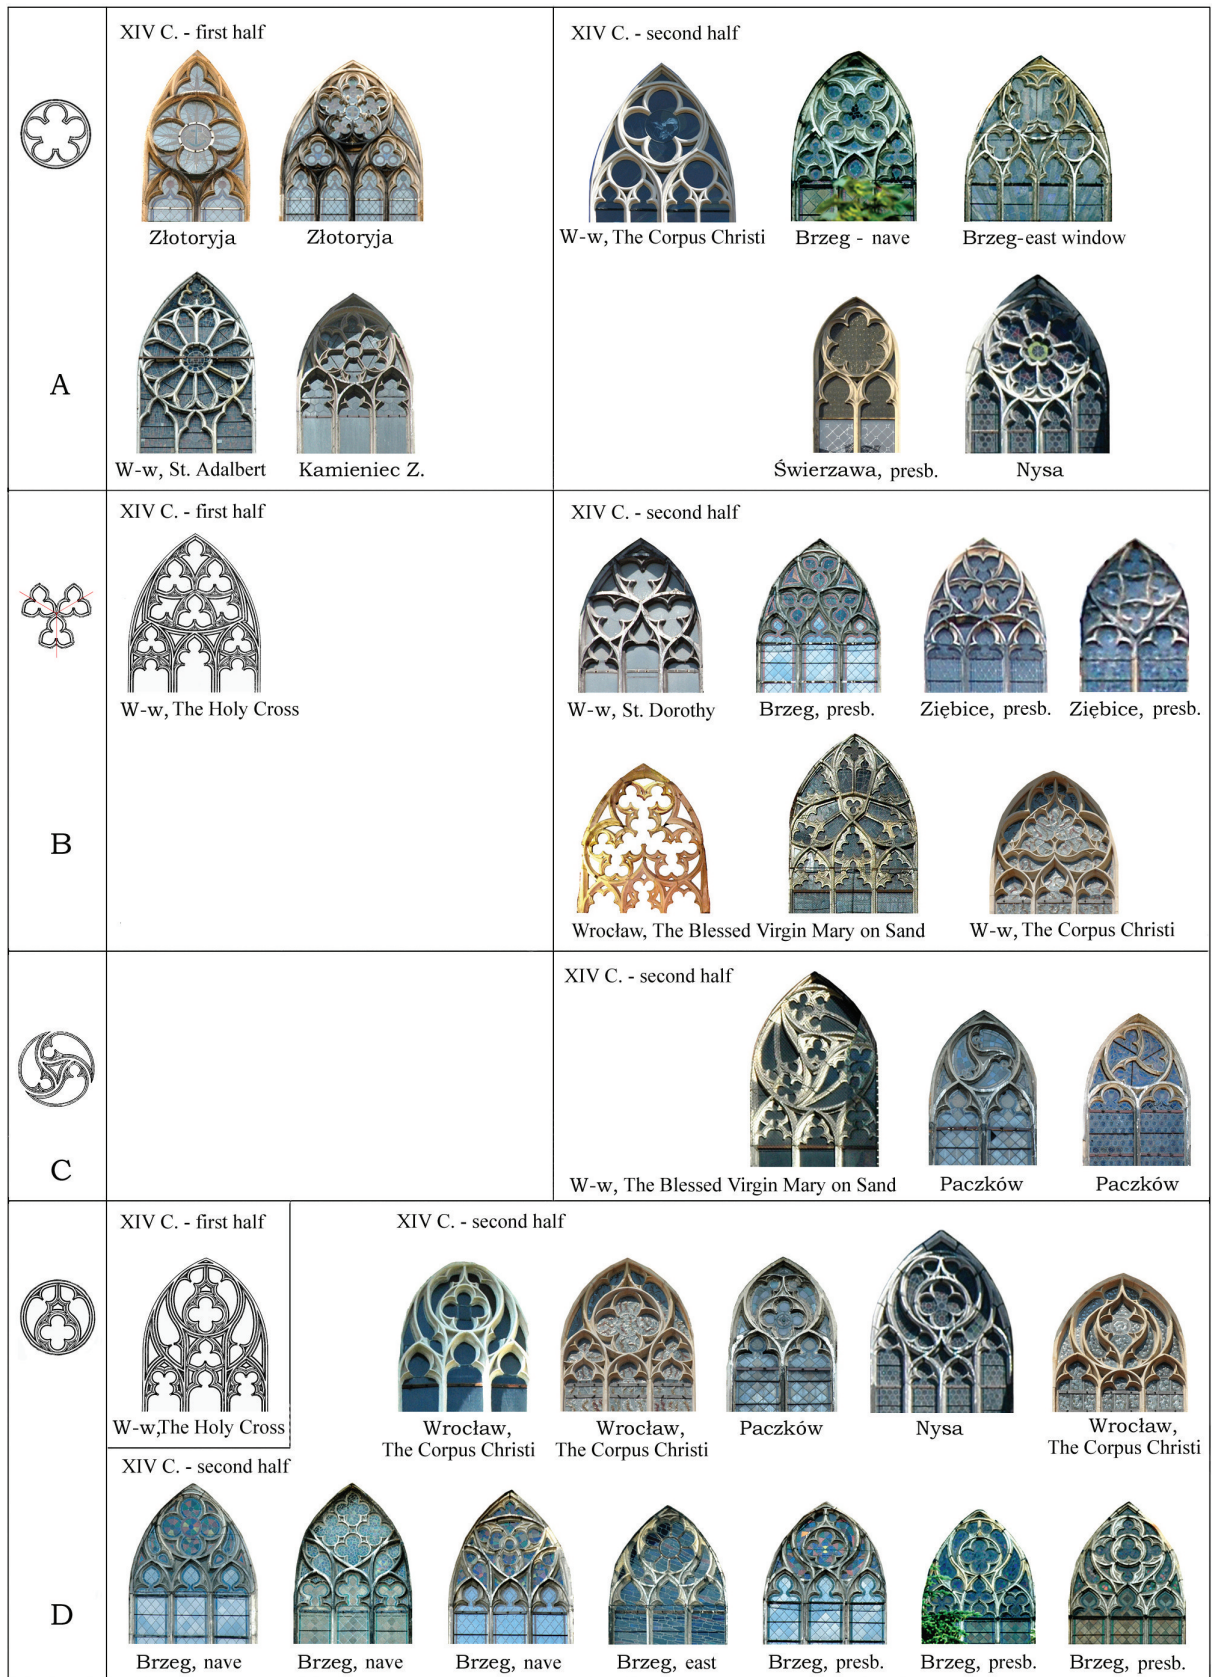 XIV C. - first half
XIV C. - second half
Złotoryja
Złotoryja
W-w, The Corpus Christi
Brzeg - nave
Brzeg-east window
A
W-w, St. Adalbert
Kamieniec Z.
Świerzawa, presb.
Nysa
XIV C. - first half
XIV C. - second half
W-w, The Holy Cross
W-w, St. Dorothy
Brzeg, presb.
Ziębice, presb.
Ziębice, presb.
B
Wrocław, The Blessed Virgin Mary on Sand
W-w, The Corpus Christi
XIV C. - second half
C
W-w, The Blessed Virgin Mary on Sand
Paczków
Paczków
XIV C. - first half
XIV C. - second half
W-w,The Holy Cross
Wrocław,
The Corpus Christi
Wrocław,
The Corpus Christi
Paczków
Nysa
Wrocław,
The Corpus Christi
XIV C. - second half
D
Brzeg, nave
Brzeg, nave
Brzeg, nave
Brzeg, east
Brzeg, presb.
Brzeg, presb.
Brzeg, presb.